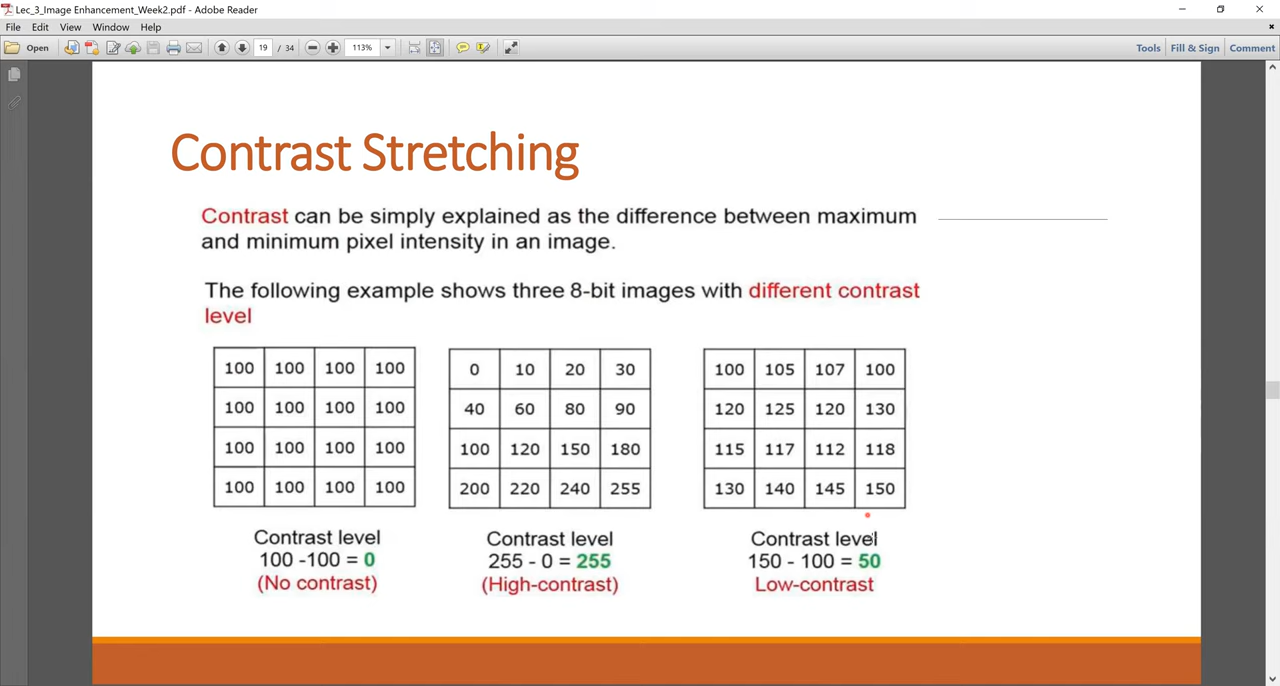 Lec_3_Image Enhancement_Week2.pdf - Adobe Reader
File Edit View Window Help
Open 19 / 34 113% Tools Fill & Sign Comment
Contrast Stretching
Contrast can be simply explained as the difference between maximum
and minimum pixel intensity in an image.
The following example shows three 8-bit images with different contrast
level
100 100 100 100
100 100 100 100
100 100 100 100
100 100 100 100
Contrast level
100 -100 = 0
(No contrast)
0 10 20 30
40 60 80 90
100 120 150 180
200 220 240 255
Contrast level
255 - 0 = 255
(High-contrast)
100 105 107 100
120 125 120 130
115 117 112 118
130 140 145 150
Contrast level
150 - 100 = 50
Low-contrast